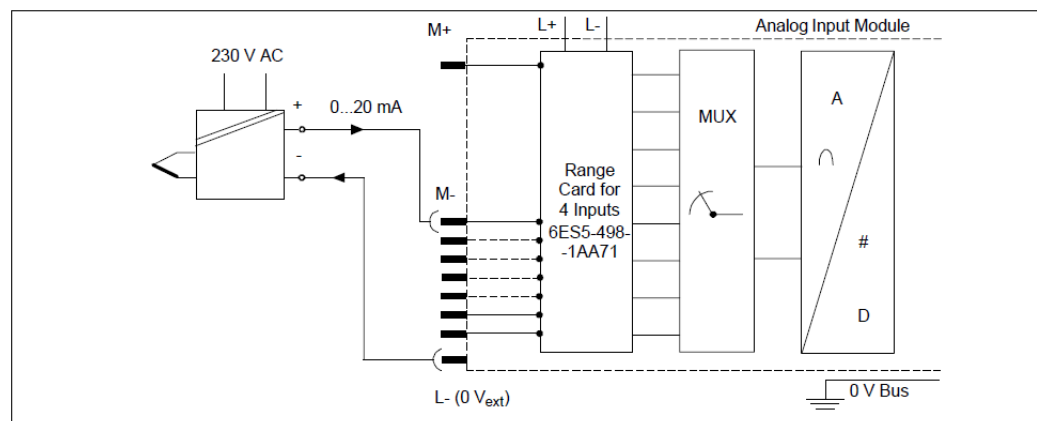 M+
L+ L-
Analog Input Module
230 V AC
+
0...20 mA
-
M-
Range
Card for
4 Inputs
6ES5-498-
-1AA71
MUX
A
#
D
L- (0 Vext)
0 V Bus